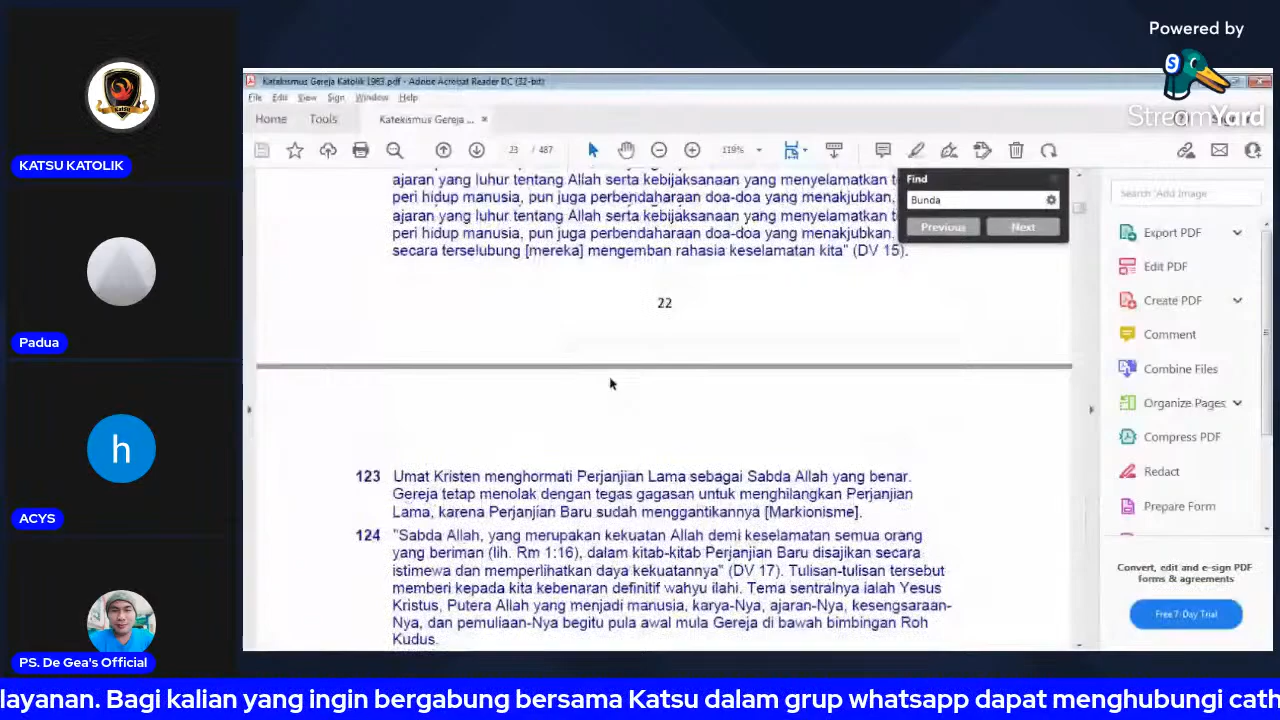 Powered by
StreamYard
KATSU KATOLIK
Padua
h
ACYS
PS. De Gea's Official
Katekismus Gereja Katolik 1983.pdf - Adobe Acrobat Reader DC (32-bit)
File Edit View Sign Window Help
Home Tools Katekismus Gereja ... ×
23 / 487 119%
Find
Bunda
Previous Next
ajaran yang luhur tentang Allah serta kebijaksanaan yang menyelamatkan
peri hidup manusia, pun juga perbendaharaan doa-doa yang menakjubkan.
ajaran yang luhur tentang Allah serta kebijaksanaan yang menyelamatkan
peri hidup manusia, pun juga perbendaharaan doa-doa yang menakjubkan.
secara terselubung [mereka] mengemban rahasia keselamatan kita" (DV 15).
22
123 Umat Kristen menghormati Perjanjian Lama sebagai Sabda Allah yang benar.
Gereja tetap menolak dengan tegas gagasan untuk menghilangkan Perjanjian
Lama, karena Perjanjian Baru sudah menggantikannya [Markionisme].
124 "Sabda Allah, yang merupakan kekuatan Allah demi keselamatan semua orang
yang beriman (lih. Rm 1:16), dalam kitab-kitab Perjanjian Baru disajikan secara
istimewa dan memperlihatkan daya kekuatannya" (DV 17). Tulisan-tulisan tersebut
memberi kepada kita kebenaran definitif wahyu ilahi. Tema sentralnya ialah Yesus
Kristus, Putera Allah yang menjadi manusia, karya-Nya, ajaran-Nya, kesengsaraan-
Nya, dan pemuliaan-Nya begitu pula awal mula Gereja di bawah bimbingan Roh
Kudus.
Search 'Add Image'
Export PDF
Edit PDF
Create PDF
Comment
Combine Files
Organize Pages
Compress PDF
Redact
Prepare Form
Convert, edit and e-sign PDF
forms & agreements
Free 7-Day Trial
layanan. Bagi kalian yang ingin bergabung bersama Katsu dalam grup whatsapp dapat menghubungi cath